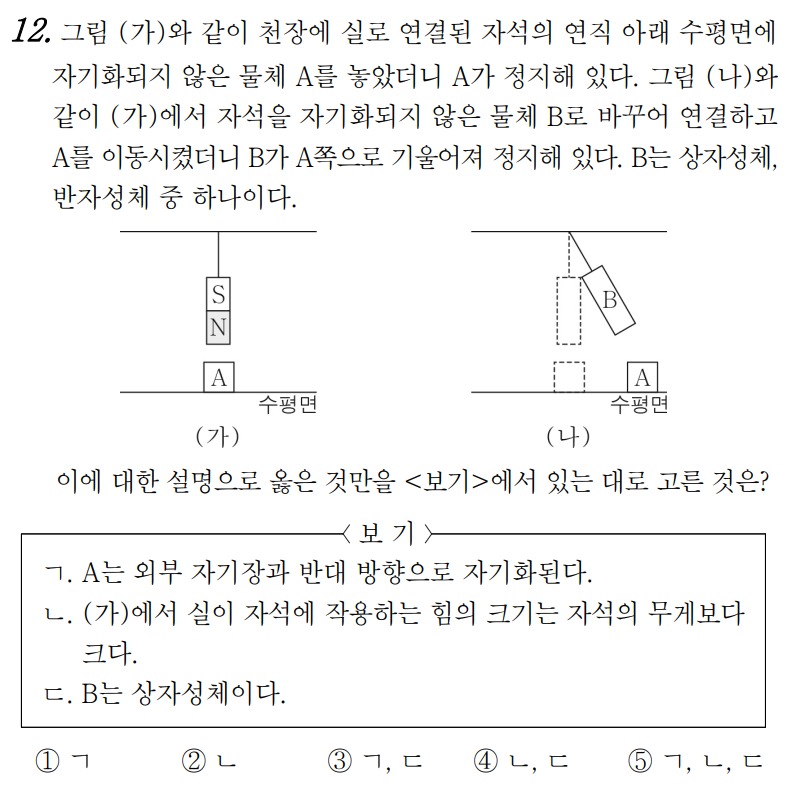 12. 그림 (가)와 같이 천장에 실로 연결된 자석의 연직 아래 수평면에
자기화되지 않은 물체 A를 놓았더니 A가 정지해 있다. 그림 (나)와
같이 (가)에서 자석을 자기화되지 않은 물체 B로 바꾸어 연결하고
A를 이동시켰더니 B가 A쪽으로 기울어져 정지해 있다. B는 상자성체,
반자성체 중 하나이다.
S
N
A
수평면
(가)
B
A
수평면
(나)
이에 대한 설명으로 옳은 것만을 <보기>에서 있는 대로 고른 것은?
〈 보 기 〉
ㄱ. A는 외부 자기장과 반대 방향으로 자기화된다.
ㄴ. (가)에서 실이 자석에 작용하는 힘의 크기는 자석의 무게보다
크다.
ㄷ. B는 상자성체이다.
① ㄱ ② ㄴ ③ ㄱ, ㄷ ④ ㄴ, ㄷ ⑤ ㄱ, ㄴ, ㄷ